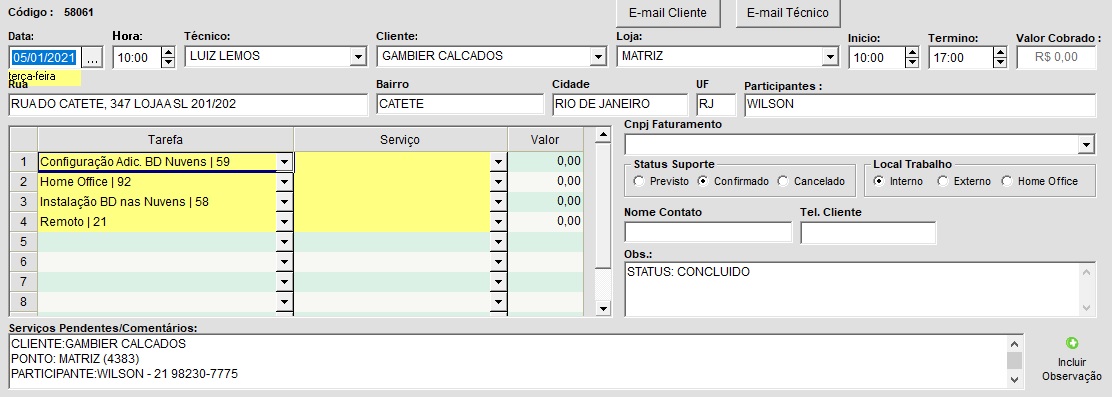 Código : 58061
E-mail Cliente E-mail Técnico
Data: Hora: Técnico: Cliente: Loja: Inicio: Termino: Valor Cobrado :
05/01/2021 ... 10:00 LUIZ LEMOS GAMBIER CALCADOS MATRIZ 10:00 17:00 R$ 0,00
terça-feira
Rua Bairro Cidade UF Participantes :
RUA DO CATETE, 347 LOJAA SL 201/202 CATETE RIO DE JANEIRO RJ WILSON
Cnpj Faturamento
Tarefa Serviço Valor
1 Configuração Adic. BD Nuvens | 59 0,00
2 Home Office | 92 0,00
3 Instalação BD nas Nuvens | 58 0,00
4 Remoto | 21 0,00
5
6
7
8
Status Suporte Local Trabalho
Previsto Confirmado Cancelado Interno Externo Home Office
Nome Contato Tel. Cliente
Obs.:
STATUS: CONCLUIDO
Serviços Pendentes/Comentários:
CLIENTE:GAMBIER CALCADOS
PONTO: MATRIZ (4383)
PARTICIPANTE:WILSON - 21 98230-7775
Incluir
Observação